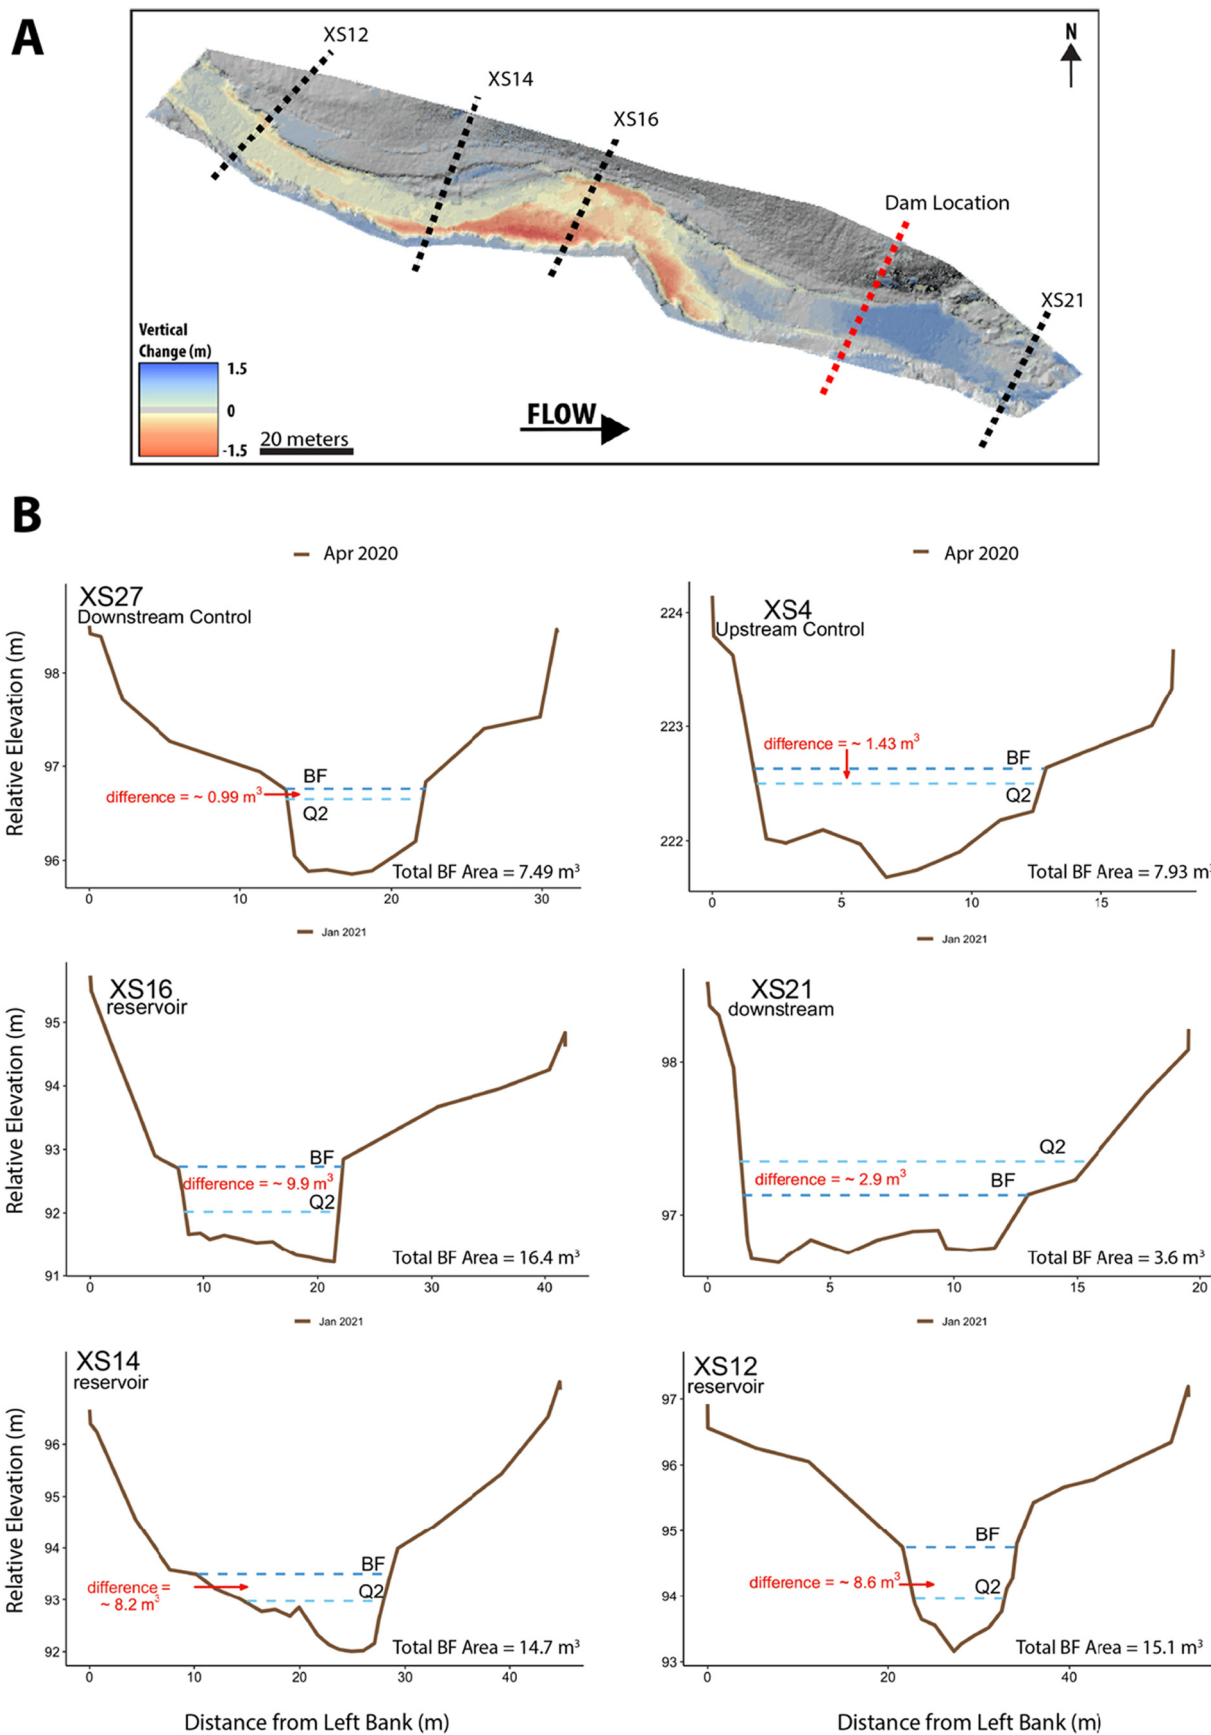 A
XS12
XS14
XS16
N
Dam Location
XS21
Vertical
Change (m)
1.5
0
-1.5
20 meters
FLOW
B
Apr 2020
XS27
Downstream Control
Relative Elevation (m)
98
97
96
BF
difference = ~ 0.99 m³
Q2
Total BF Area = 7.49 m³
0 10 20 30
Apr 2020
XS4
Upstream Control
224
223
222
difference = ~ 1.43 m³
BF
Q2
Total BF Area = 7.93 m³
0 5 10 15
Jan 2021
XS16
reservoir
Relative Elevation (m)
95
94
93
92
91
BF
difference = ~ 9.9 m³
Q2
Total BF Area = 16.4 m³
0 10 20 30 40
Jan 2021
XS21
downstream
98
97
Q2
difference = ~ 2.9 m³
BF
Total BF Area = 3.6 m³
0 5 10 15 20
Jan 2021
XS14
reservoir
Relative Elevation (m)
96
95
94
93
92
BF
difference =
~ 8.2 m³
Q2
Total BF Area = 14.7 m³
0 10 20 30 40
Distance from Left Bank (m)
Jan 2021
XS12
reservoir
97
96
95
94
93
BF
difference = ~ 8.6 m³
Q2
Total BF Area = 15.1 m³
0 20 40
Distance from Left Bank (m)